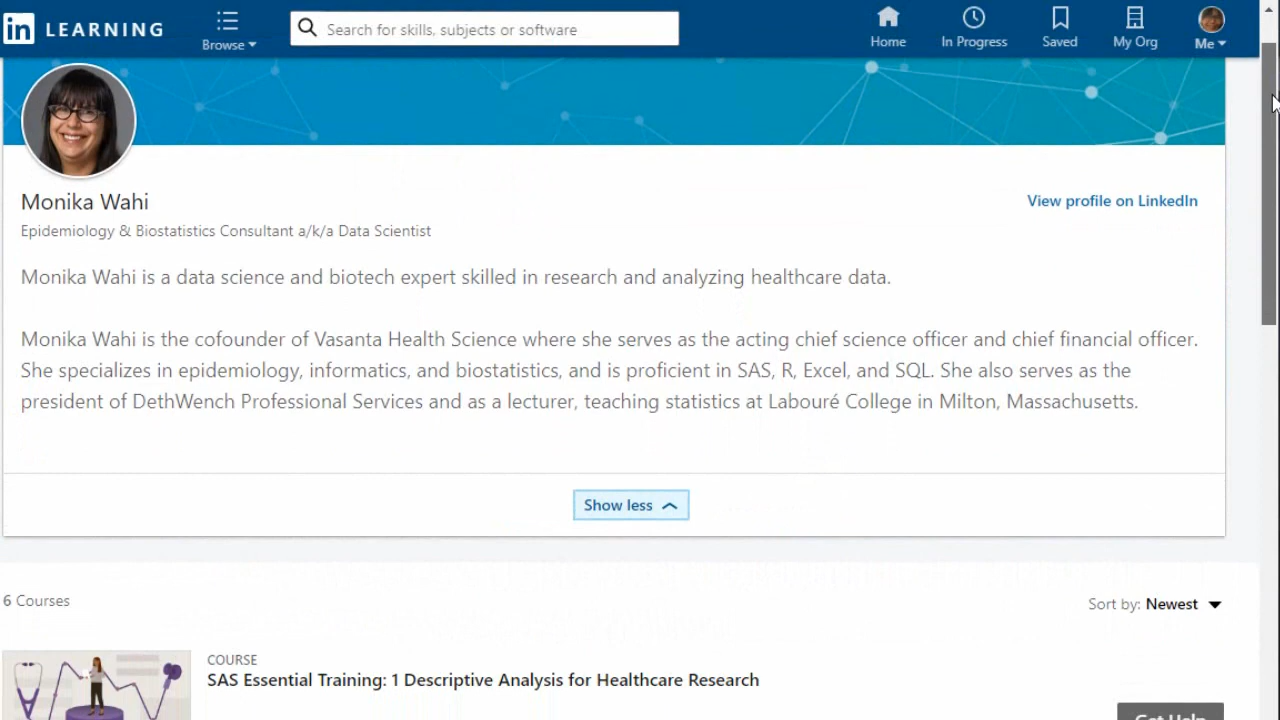 in LEARNING
Browse
Search for skills, subjects or software
Home
In Progress
Saved
My Org
Me
Monika Wahi
View profile on LinkedIn
Epidemiology & Biostatistics Consultant a/k/a Data Scientist
Monika Wahi is a data science and biotech expert skilled in research and analyzing healthcare data.
Monika Wahi is the cofounder of Vasanta Health Science where she serves as the acting chief science officer and chief financial officer.
She specializes in epidemiology, informatics, and biostatistics, and is proficient in SAS, R, Excel, and SQL. She also serves as the
president of DethWench Professional Services and as a lecturer, teaching statistics at Labouré College in Milton, Massachusetts.
Show less
6 Courses
Sort by: Newest
COURSE
SAS Essential Training: 1 Descriptive Analysis for Healthcare Research
Get Help